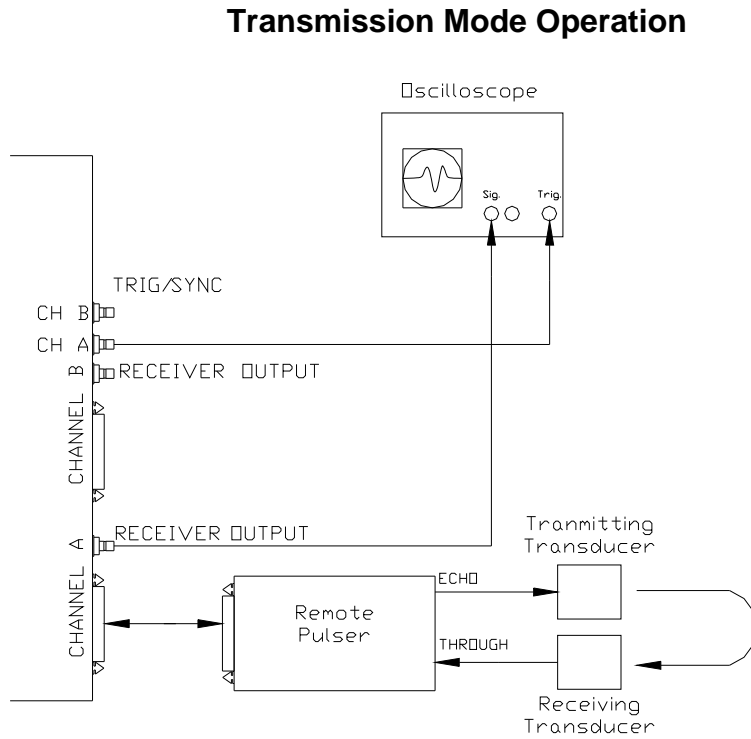 Transmission Mode Operation
Oscilloscope
Sig.
Trig.
TRIG/SYNC
CH B
CH A
B
RECEIVER OUTPUT
CHANNEL
A
RECEIVER OUTPUT
CHANNEL
Remote
Pulser
ECHO
THROUGH
Tranmitting
Transducer
Receiving
Transducer